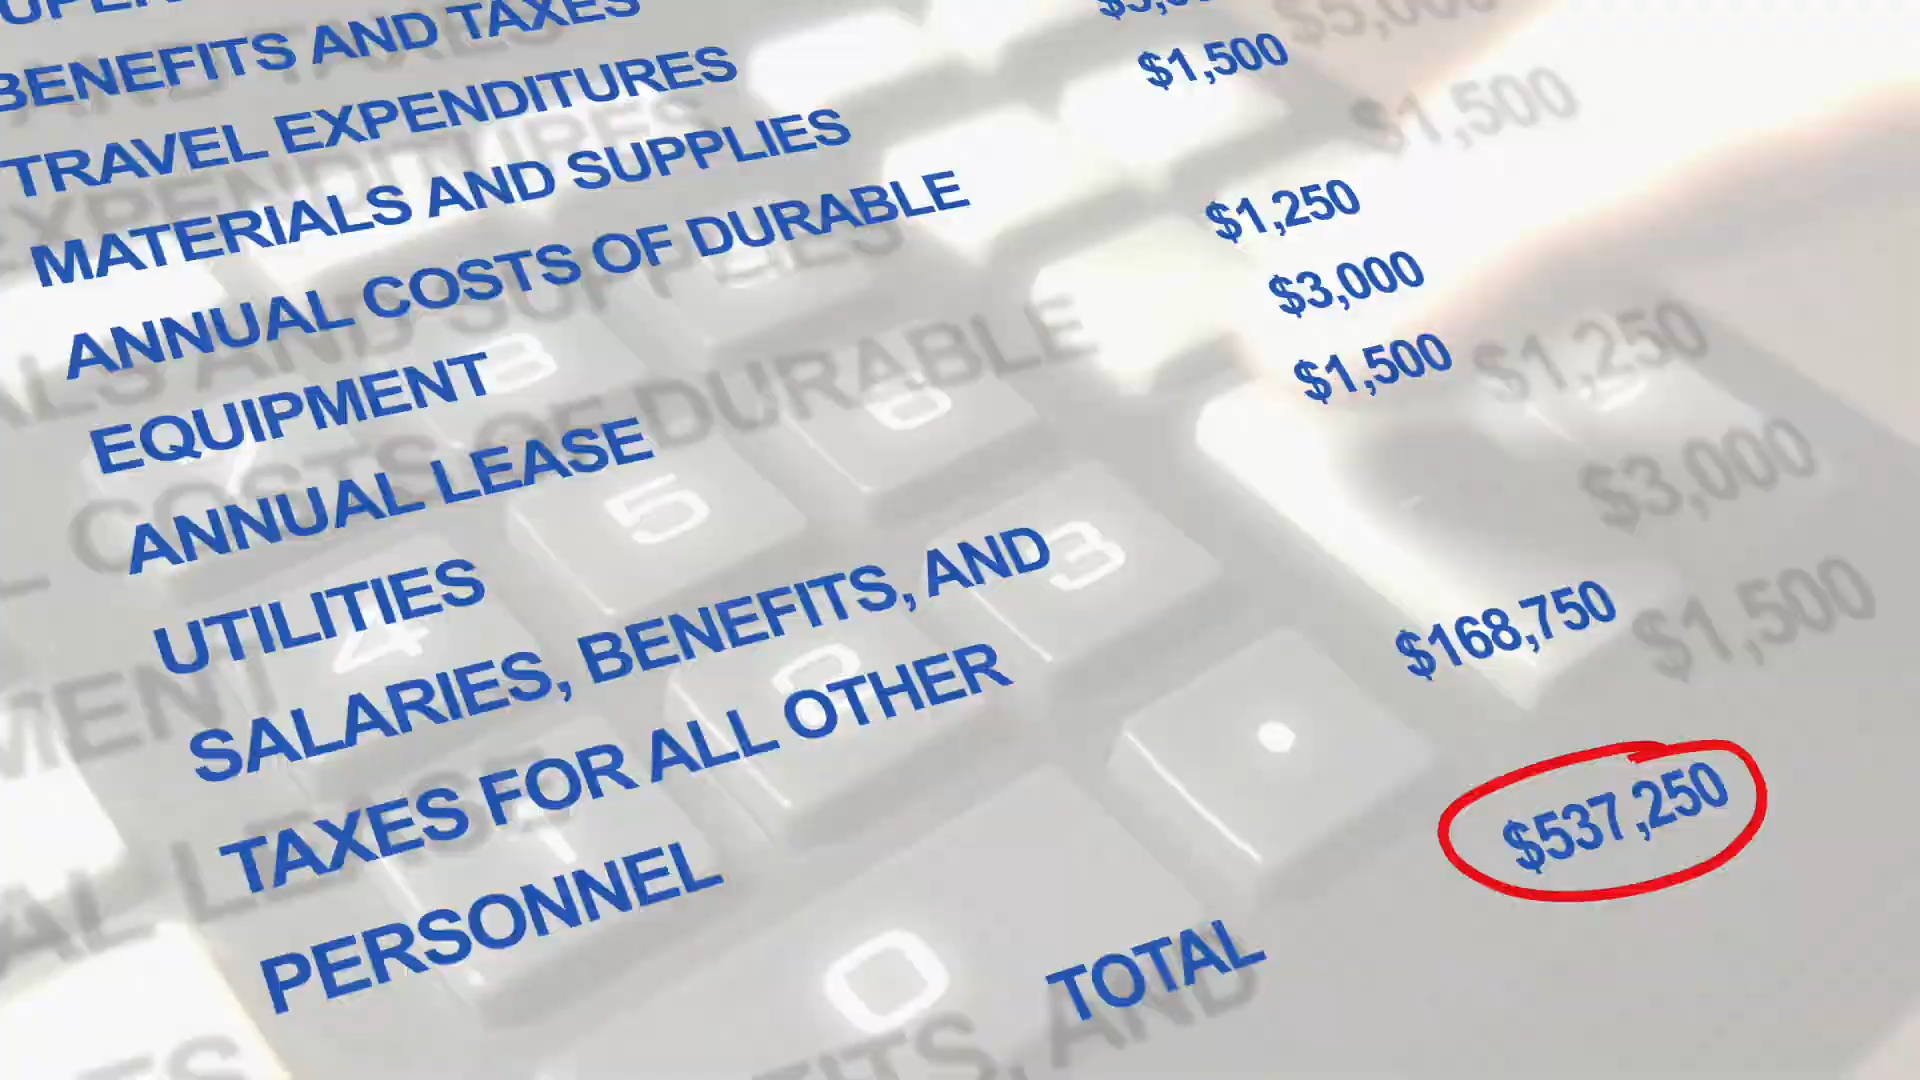 BENEFITS AND TAXES
TRAVEL EXPENDITURES $1,500
MATERIALS AND SUPPLIES
ANNUAL COSTS OF DURABLE
EQUIPMENT $1,250
ANNUAL LEASE $3,000
UTILITIES $1,500
SALARIES, BENEFITS, AND
TAXES FOR ALL OTHER
PERSONNEL $168,750
TOTAL $537,250